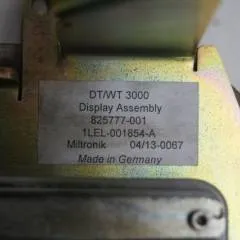 DT/WT 3000
Display Assembly
825777-001
1LEL-001854-A
Miltronik 04/13-0067
Made in Germany